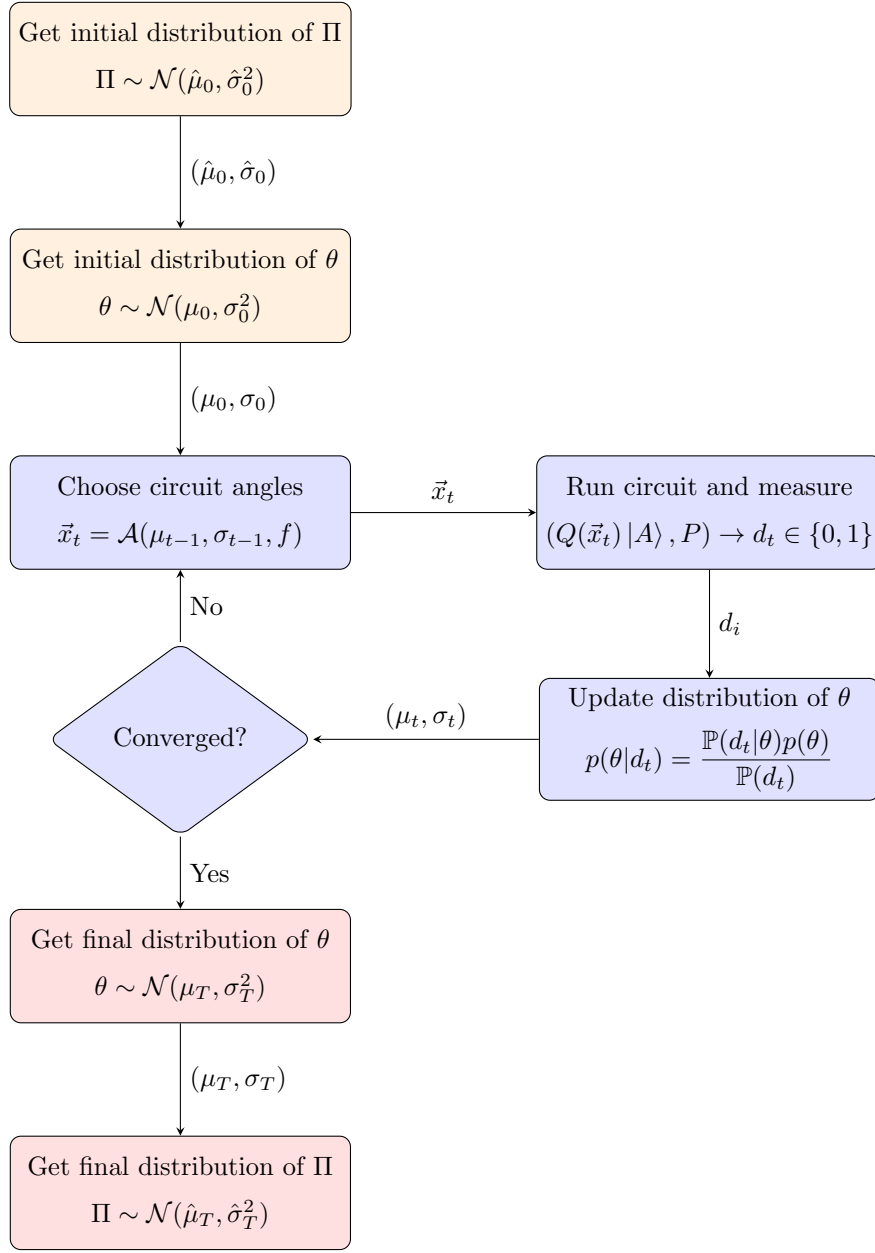 Get initial distribution of Π
Π ∼ 𝒩(μ̂₀, σ̂₀²)
(μ̂₀, σ̂₀)
Get initial distribution of θ
θ ∼ 𝒩(μ₀, σ₀²)
(μ₀, σ₀)
Choose circuit angles
x⃗ₜ = 𝒜(μₜ₋₁, σₜ₋₁, f)
x⃗ₜ
Run circuit and measure
(Q(x⃗ₜ) |A⟩ , P) → dₜ ∈ {0, 1}
dᵢ
Update distribution of θ
p(θ|dₜ) = ℙ(dₜ|θ)p(θ) / ℙ(dₜ)
(μₜ, σₜ)
Converged?
No
Yes
Get final distribution of θ
θ ∼ 𝒩(μ_T, σ_T²)
(μ_T, σ_T)
Get final distribution of Π
Π ∼ 𝒩(μ̂_T, σ̂_T²)